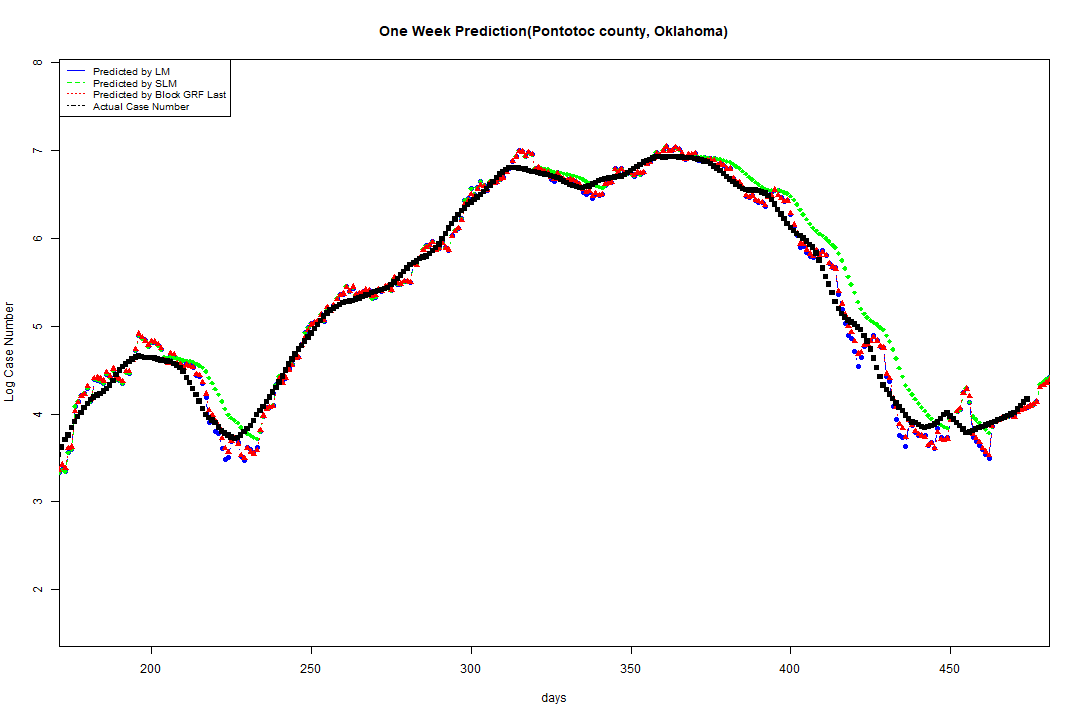 One Week Prediction(Pontotoc county, Oklahoma)
Predicted by LM
Predicted by SLM
Predicted by Block GRF Last
Actual Case Number
8
7
6
5
4
3
2
Log Case Number
200 250 300 350 400 450
days